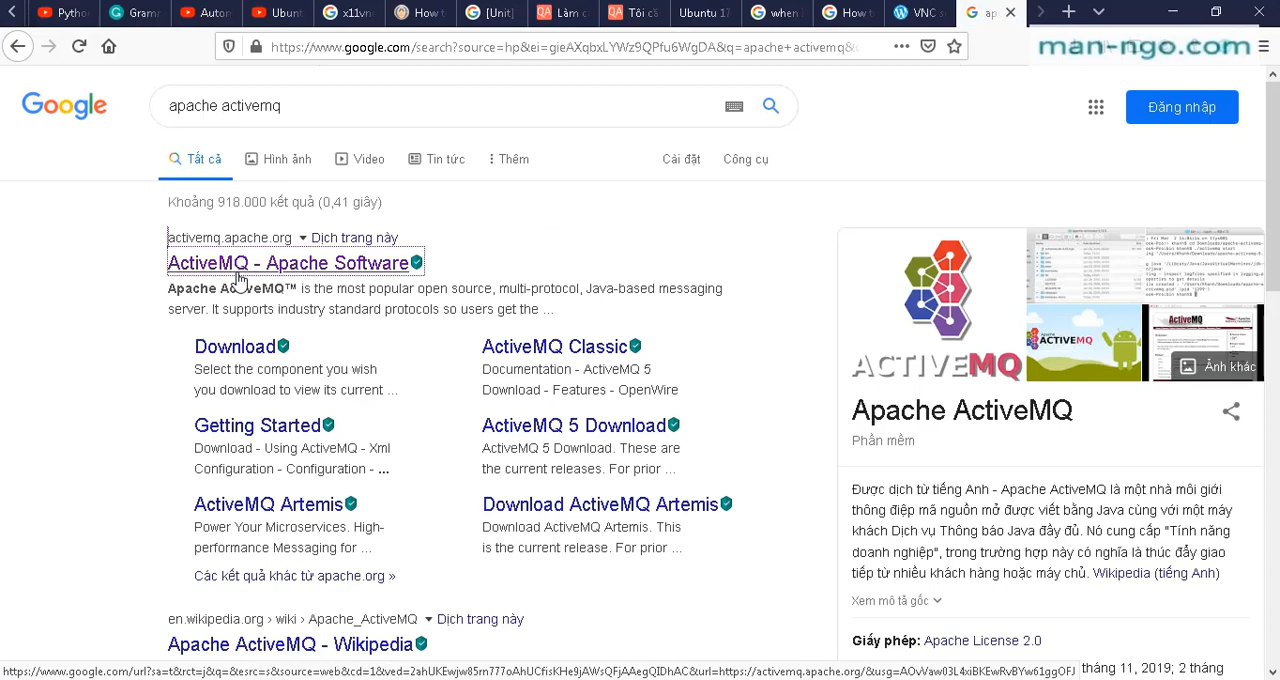 Pytho
Gramr
Auton
Ubunt
x11vn
How t
[Unit]
Làm c
Tôi cầ
Ubuntu 17
when l
How to
VNC s
ap
https://www.google.com/search?source=hp&ei=gieAXqbxLYWz9QPfu6WgDA&q=apache+activemq&
man-ngo.com
Google
apache activemq
Đăng nhập
Tất cả
Hình ảnh
Video
Tin tức
Thêm
Cài đặt
Công cụ
Khoảng 918.000 kết quả (0,41 giây)
activemq.apache.org
Dịch trang này
ActiveMQ - Apache
Apache ActiveMQ™ is the most popular open source, multi-protocol, Java-based messaging
server. It supports industry standard protocols so users get the ...
Download
Select the component you wish
you download to view its current ...
ActiveMQ Classic
Documentation - ActiveMQ 5
Download - Features - OpenWire
Getting Started
Download - Using ActiveMQ - Xml
Configuration - Configuration - ...
ActiveMQ 5 Download
ActiveMQ 5 Download. These are
the current releases. For prior ...
ActiveMQ Artemis
Power Your Microservices. High-
performance Messaging for ...
Download ActiveMQ Artemis
Download ActiveMQ Artemis. This
is the current release. For prior ...
Các kết quả khác từ apache.org »
en.wikipedia.org › wiki › Apache_ActiveMQ
Dịch trang này
Apache ActiveMQ - Wikipedia
ACTIVEMQ
Ảnh khác
Apache ActiveMQ
Phần mềm
Được dịch từ tiếng Anh - Apache ActiveMQ là một nhà môi giới
thông điệp mã nguồn mở được viết bằng Java cùng với một máy
khách Dịch vụ Thông báo Java đầy đủ. Nó cung cấp "Tính năng
doanh nghiệp", trong trường hợp này có nghĩa là thúc đẩy giao
tiếp từ nhiều khách hàng hoặc máy chủ. Wikipedia (tiếng Anh)
Xem mô tả gốc
Giấy phép: Apache License 2.0
tháng 11, 2019; 2 tháng
https://www.google.com/url?sa=t&rct=j&q=&esrc=s&source=web&cd=1&ved=2ahUKEwjw85rn777oAhUCfisKHe9jAWsQFjAAegQIDhAC&url=https://activemq.apache.org/&usg=AOvVaw03L4xiBKEwRvBYw61ggOFJ